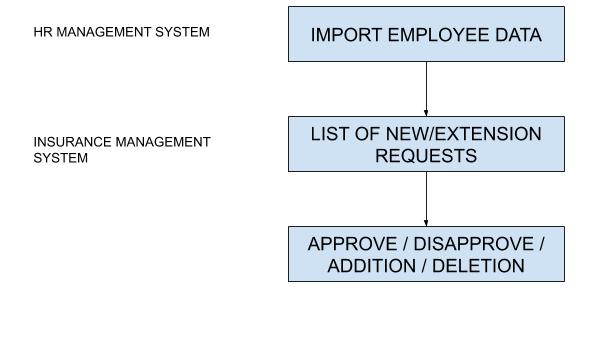 HR MANAGEMENT SYSTEM
IMPORT EMPLOYEE DATA
INSURANCE MANAGEMENT
SYSTEM
LIST OF NEW/EXTENSION
REQUESTS
APPROVE / DISAPPROVE /
ADDITION / DELETION